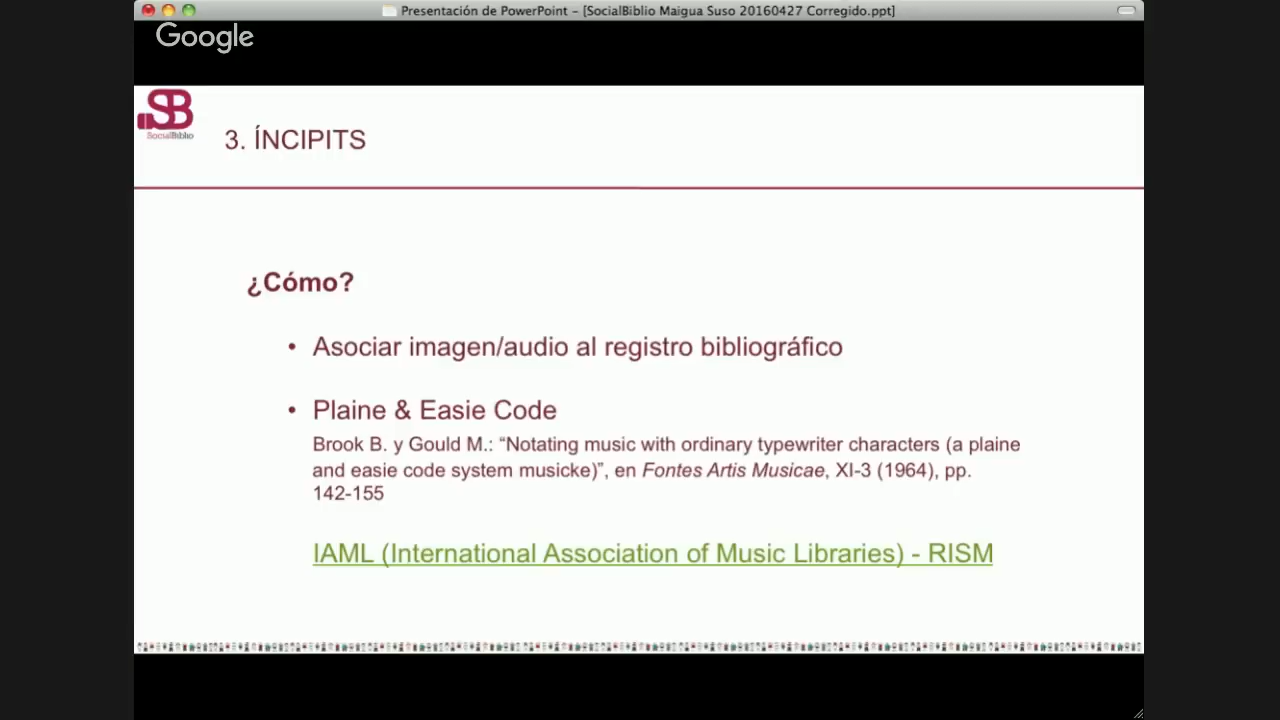 Presentación de PowerPoint - [SocialBiblio Maigua Suso 20160427 Corregido.ppt]
Google
SB
SocialBiblio
3. ÍNCIPITS
¿Cómo?
• Asociar imagen/audio al registro bibliográfico
• Plaine & Easie Code
Brook B. y Gould M.: “Notating music with ordinary typewriter characters (a plaine
and easie code system musicke)”, en Fontes Artis Musicae, XI-3 (1964), pp.
142-155
IAML (International Association of Music Libraries) - RISM